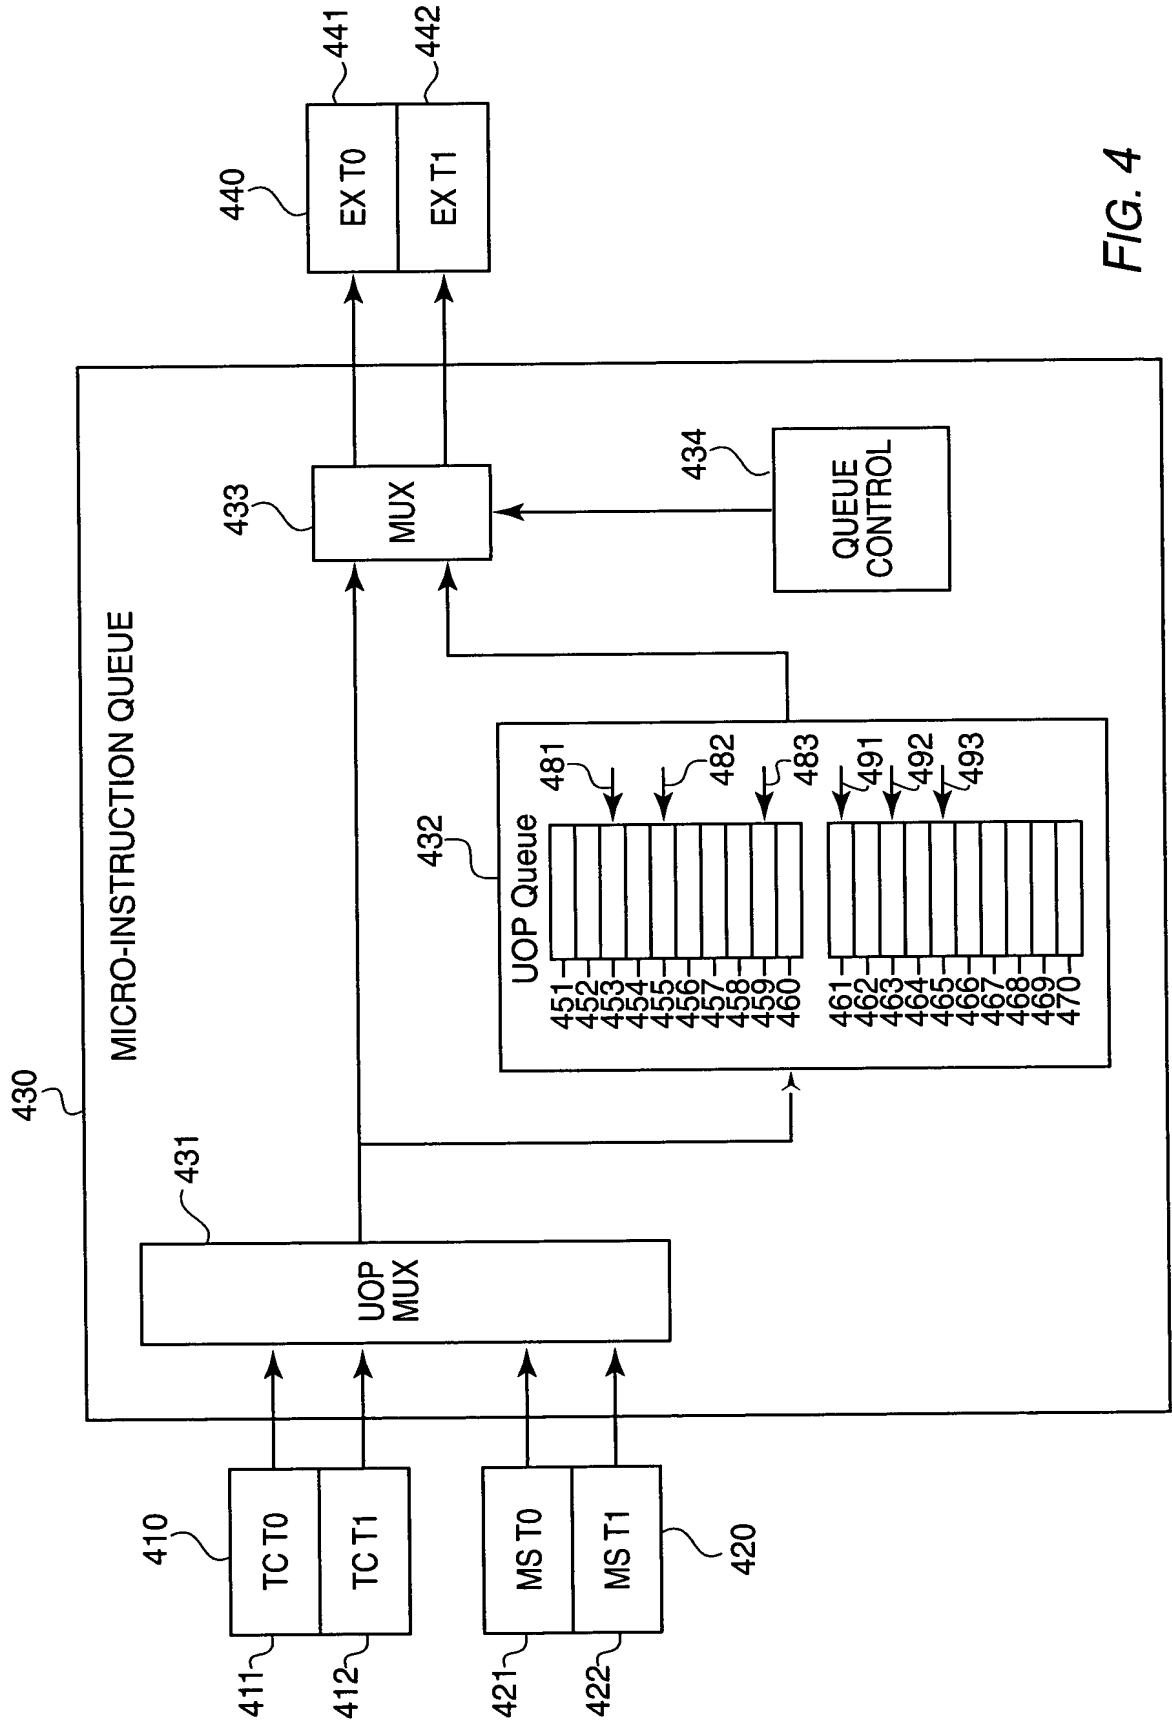 430
MICRO-INSTRUCTION QUEUE
410
411
TC T0
412
TC T1
421
MS T0
422
MS T1
420
431
UOP
MUX
432
UOP Queue
451
452
453
454
455
456
457
458
459
460
461
462
463
464
465
466
467
468
469
470
481
482
483
491
492
493
433
MUX
434
QUEUE
CONTROL
440
EX T0
441
EX T1
442
FIG. 4